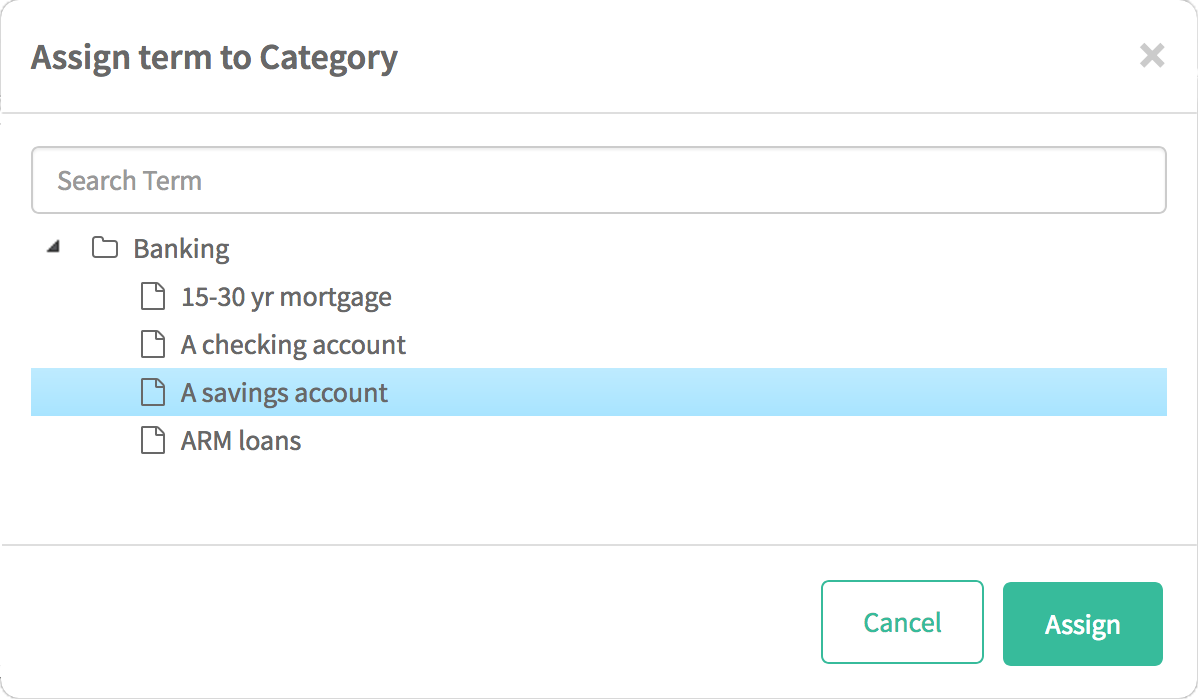 Assign term to Category
Search Term
Banking
15-30 yr mortgage
A checking account
A savings account
ARM loans
Cancel
Assign